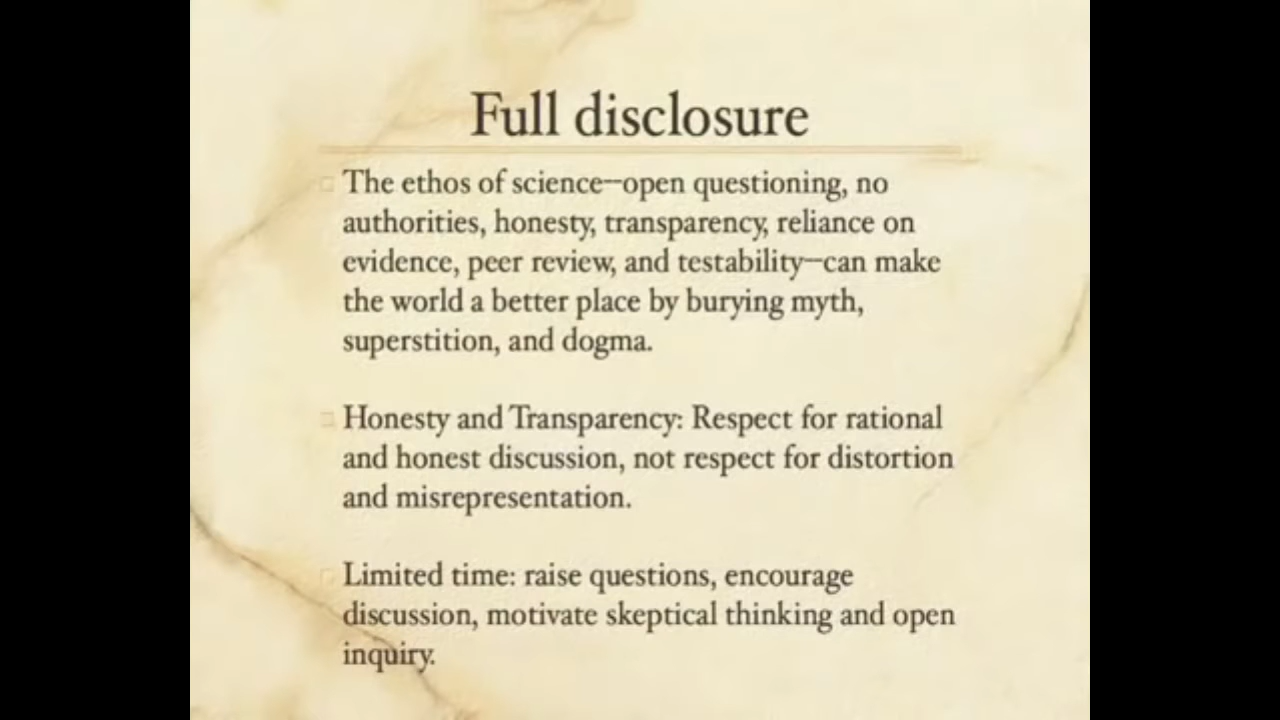 Full disclosure
The ethos of science—open questioning, no
authorities, honesty, transparency, reliance on
evidence, peer review, and testability—can make
the world a better place by burying myth,
superstition, and dogma.
Honesty and Transparency: Respect for rational
and honest discussion, not respect for distortion
and misrepresentation.
Limited time: raise questions, encourage
discussion, motivate skeptical thinking and open
inquiry.